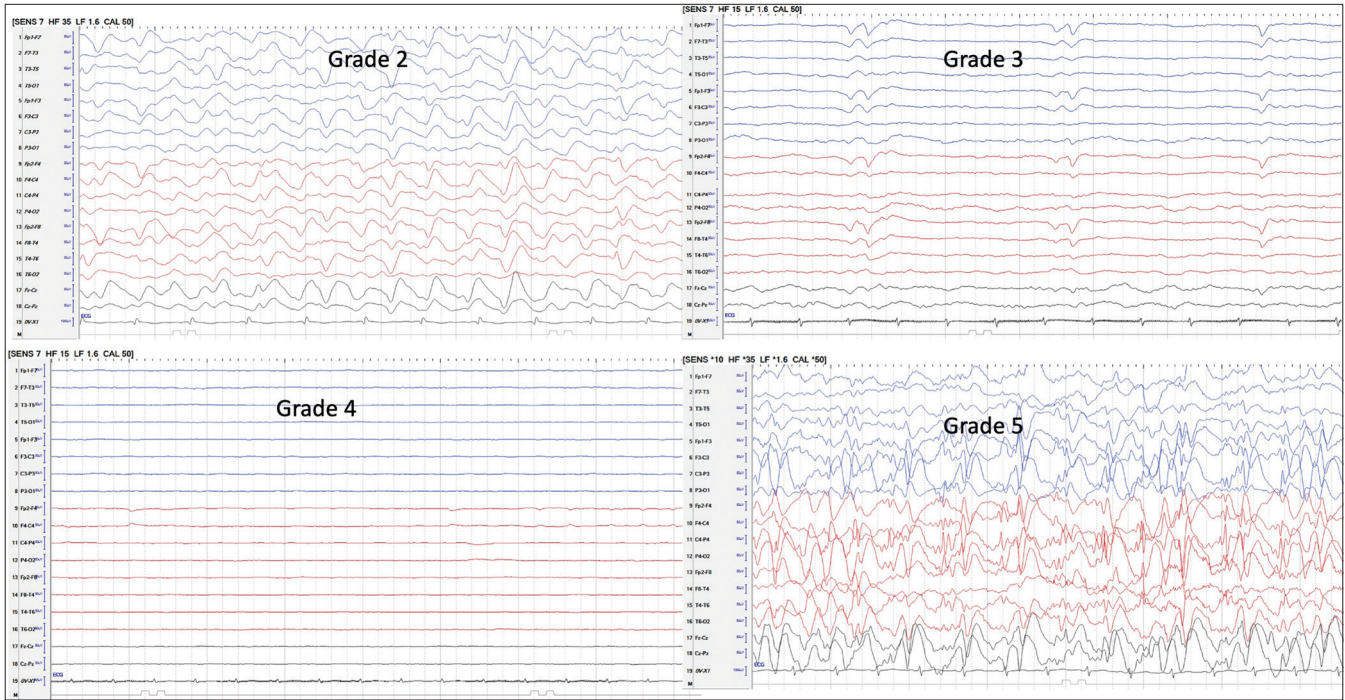 [SENS 7 HF 35 LF 1.6 CAL 50]
1 Fp1-F7
2 F7-T3
3 T3-T5
4 T5-O1
5 Fp1-F3
6 F3-C3
7 C3-P3
8 P3-O1
9 Fp2-F4
10 F4-C4
11 C4-P4
12 P4-O2
13 Fp2-F8
14 F8-T4
15 T4-T6
16 T6-O2
17 Fz-Cz
18 Cz-Pz
19 0V-X1
ECG
M
Grade 2
[SENS 7 HF 15 LF 1.6 CAL 50]
1 Fp1-F7
2 F7-T3
3 T3-T5
4 T5-O1
5 Fp1-F3
6 F3-C3
7 C3-P3
8 P3-O1
9 Fp2-F4
10 F4-C4
11 C4-P4
12 P4-O2
13 Fp2-F8
14 F8-T4
15 T4-T6
16 T6-O2
17 Fz-Cz
18 Cz-Pz
19 0V-X1
ECG
M
Grade 3
[SENS 7 HF 15 LF 1.6 CAL 50]
1 Fp1-F7
2 F7-T3
3 T3-T5
4 T5-O1
5 Fp1-F3
6 F3-C3
7 C3-P3
8 P3-O1
9 Fp2-F4
10 F4-C4
11 C4-P4
12 P4-O2
13 Fp2-F8
14 F8-T4
15 T4-T6
16 T6-O2
17 Fz-Cz
18 Cz-Pz
19 0V-X1
ECG
M
Grade 4
[SENS *10 HF *35 LF *1.6 CAL *50]
1 Fp1-F7
2 F7-T3
3 T3-T5
4 T5-O1
5 Fp1-F3
6 F3-C3
7 C3-P3
8 P3-O1
9 Fp2-F4
10 F4-C4
11 C4-P4
12 P4-O2
13 Fp2-F8
14 F8-T4
15 T4-T6
16 T6-O2
17 Fz-Cz
18 Cz-Pz
19 0V-X1
ECG
M
Grade 5